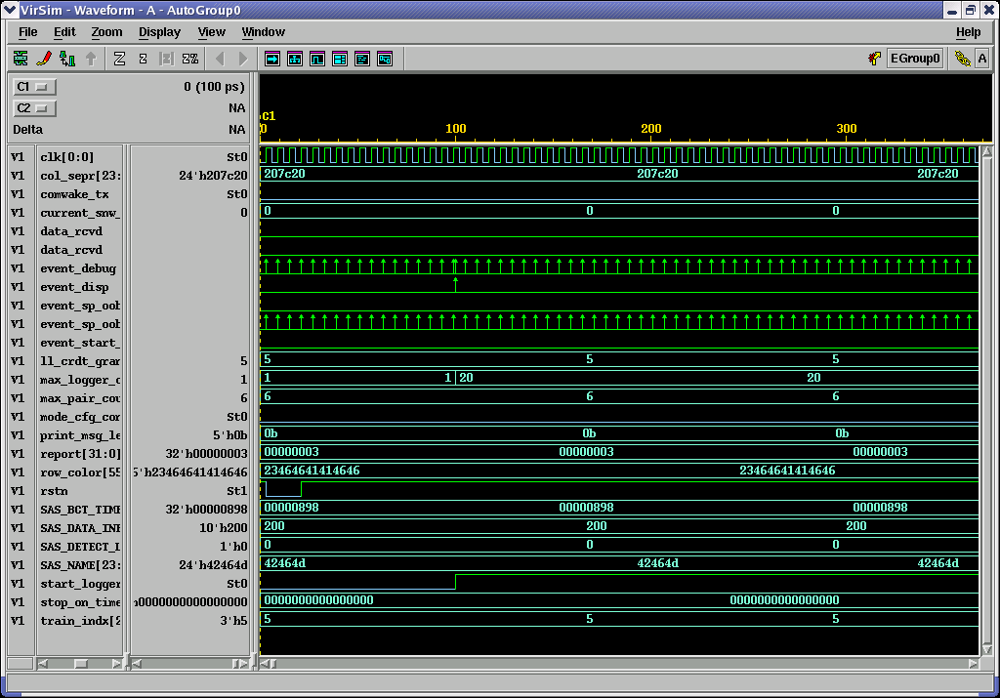 VirSim - Waveform - A - AutoGroup0
File Edit Zoom Display View Window Help
Z Z |Z| Z% EGroup0 A
C1 0 (100 ps)
C2 NA
Delta NA
C1
0 100 200 300
V1 clk[0:0] St0
V1 col_sepr[23: 24'h207c20 207c20 207c20 207c20
V1 comwake_tx St0
V1 current_snw_ 0 0 0 0
V1 data_rcvd
V1 data_rcvd
V1 event_debug
V1 event_disp
V1 event_sp_oob
V1 event_sp_oob
V1 event_start_
V1 ll_crdt_gran 5 5 5 5
V1 max_logger_c 1 1 1 20 20
V1 max_pair_cou 6 6 6 6
V1 mode_cfg_con St0
V1 print_msg_le 5'h0b 0b 0b 0b
V1 report[31:0] 32'h00000003 00000003 00000003 00000003
V1 row_color[55 5'h23464641414646 23464641414646 23464641414646
V1 rstn St1
V1 SAS_BCT_TIME 32'h00000898 00000898 00000898 00000898
V1 SAS_DATA_INI 10'h200 200 200 200
V1 SAS_DETECT_I 1'h0 0 0 0
V1 SAS_NAME[23: 24'h42464d 42464d 42464d 42464d
V1 start_logger St0
V1 stop_on_time h0000000000000000 0000000000000000 0000000000000000
V1 train_indx[2 3'h5 5 5 5